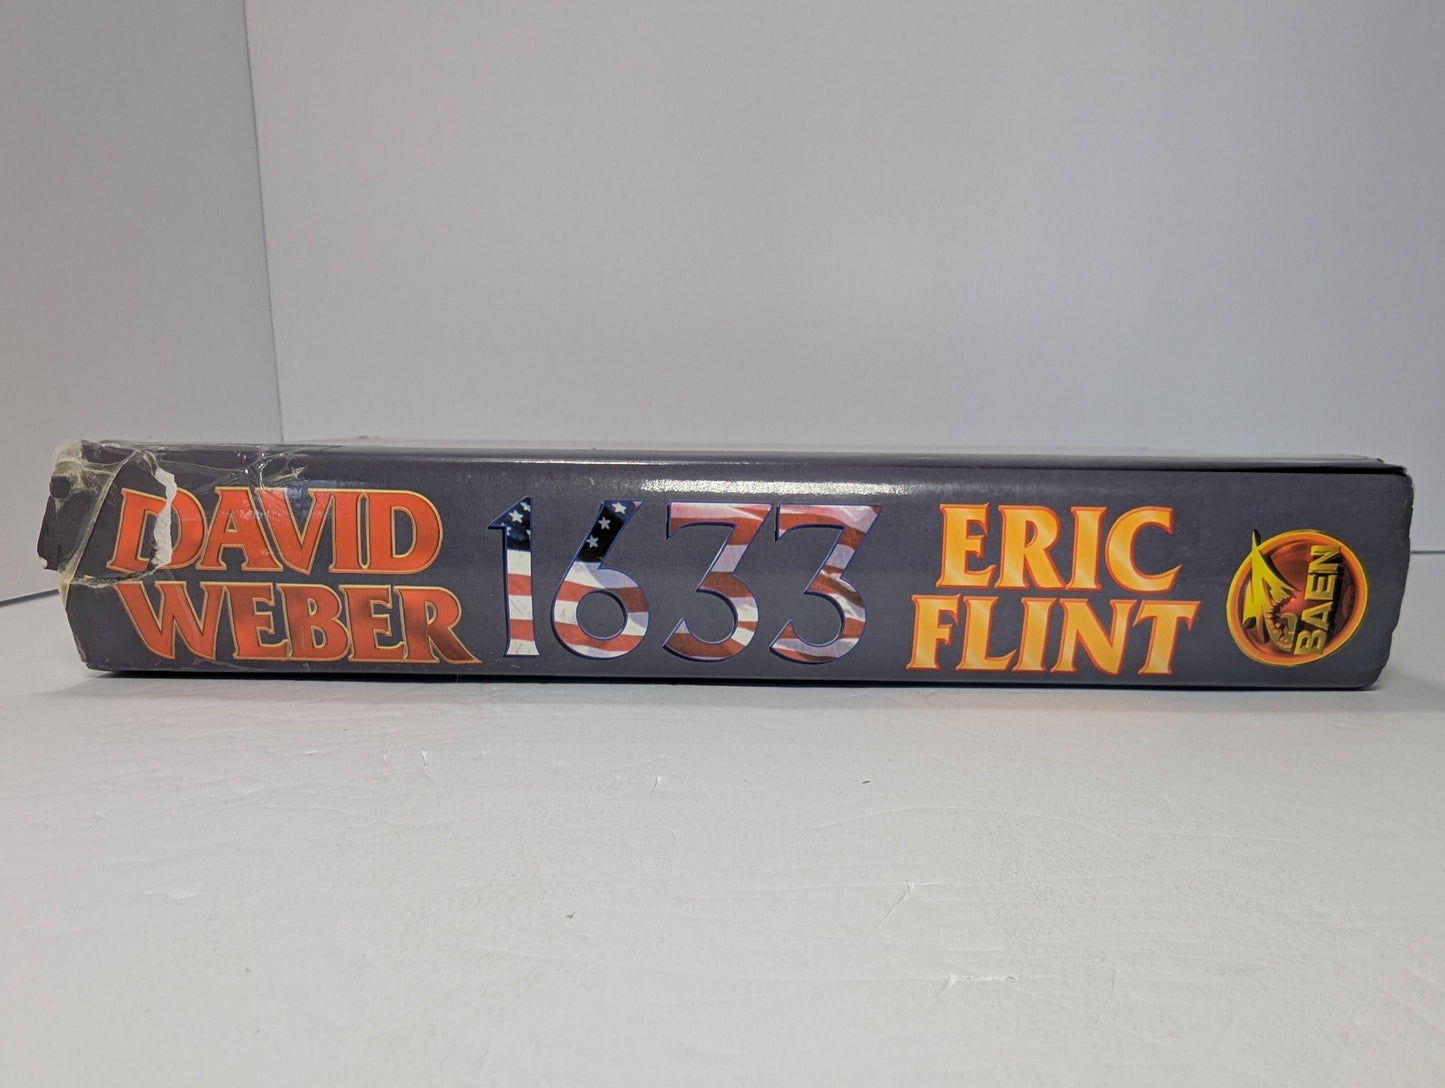 DAVID
WEBER
1633
ERIC
FLINT
BAEN